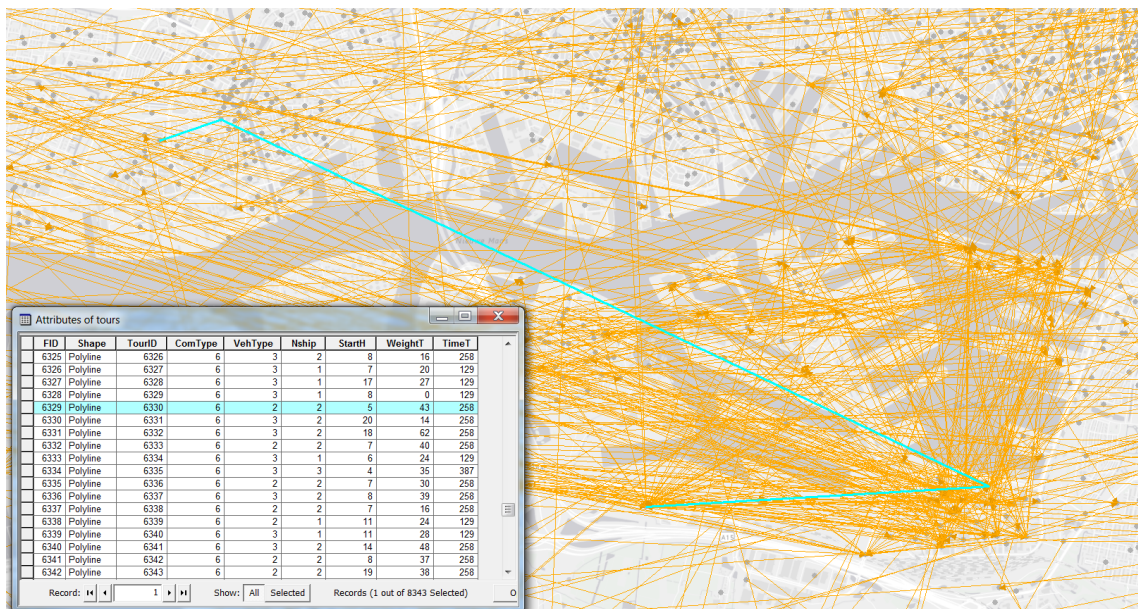 Nieuwe Maas
A15
Attributes of tours
FID Shape TourID ComType VehType Nship StartH WeightT TimeT
6325 Polyline 6326 6 3 2 8 16 258
6326 Polyline 6327 6 3 1 7 20 129
6327 Polyline 6328 6 3 1 17 27 129
6328 Polyline 6329 6 3 1 8 0 129
6329 Polyline 6330 6 2 2 5 43 258
6330 Polyline 6331 6 3 2 20 14 258
6331 Polyline 6332 6 3 2 18 62 258
6332 Polyline 6333 6 2 2 7 40 258
6333 Polyline 6334 6 3 1 6 24 129
6334 Polyline 6335 6 3 3 4 35 387
6335 Polyline 6336 6 2 2 7 30 258
6336 Polyline 6337 6 3 2 8 39 258
6337 Polyline 6338 6 2 2 7 16 258
6338 Polyline 6339 6 2 1 11 24 129
6339 Polyline 6340 6 3 1 11 28 129
6340 Polyline 6341 6 3 2 14 48 258
6341 Polyline 6342 6 2 2 8 37 258
6342 Polyline 6343 6 2 2 19 38 258
Record: 1 Show: All Selected Records (1 out of 8343 Selected) O